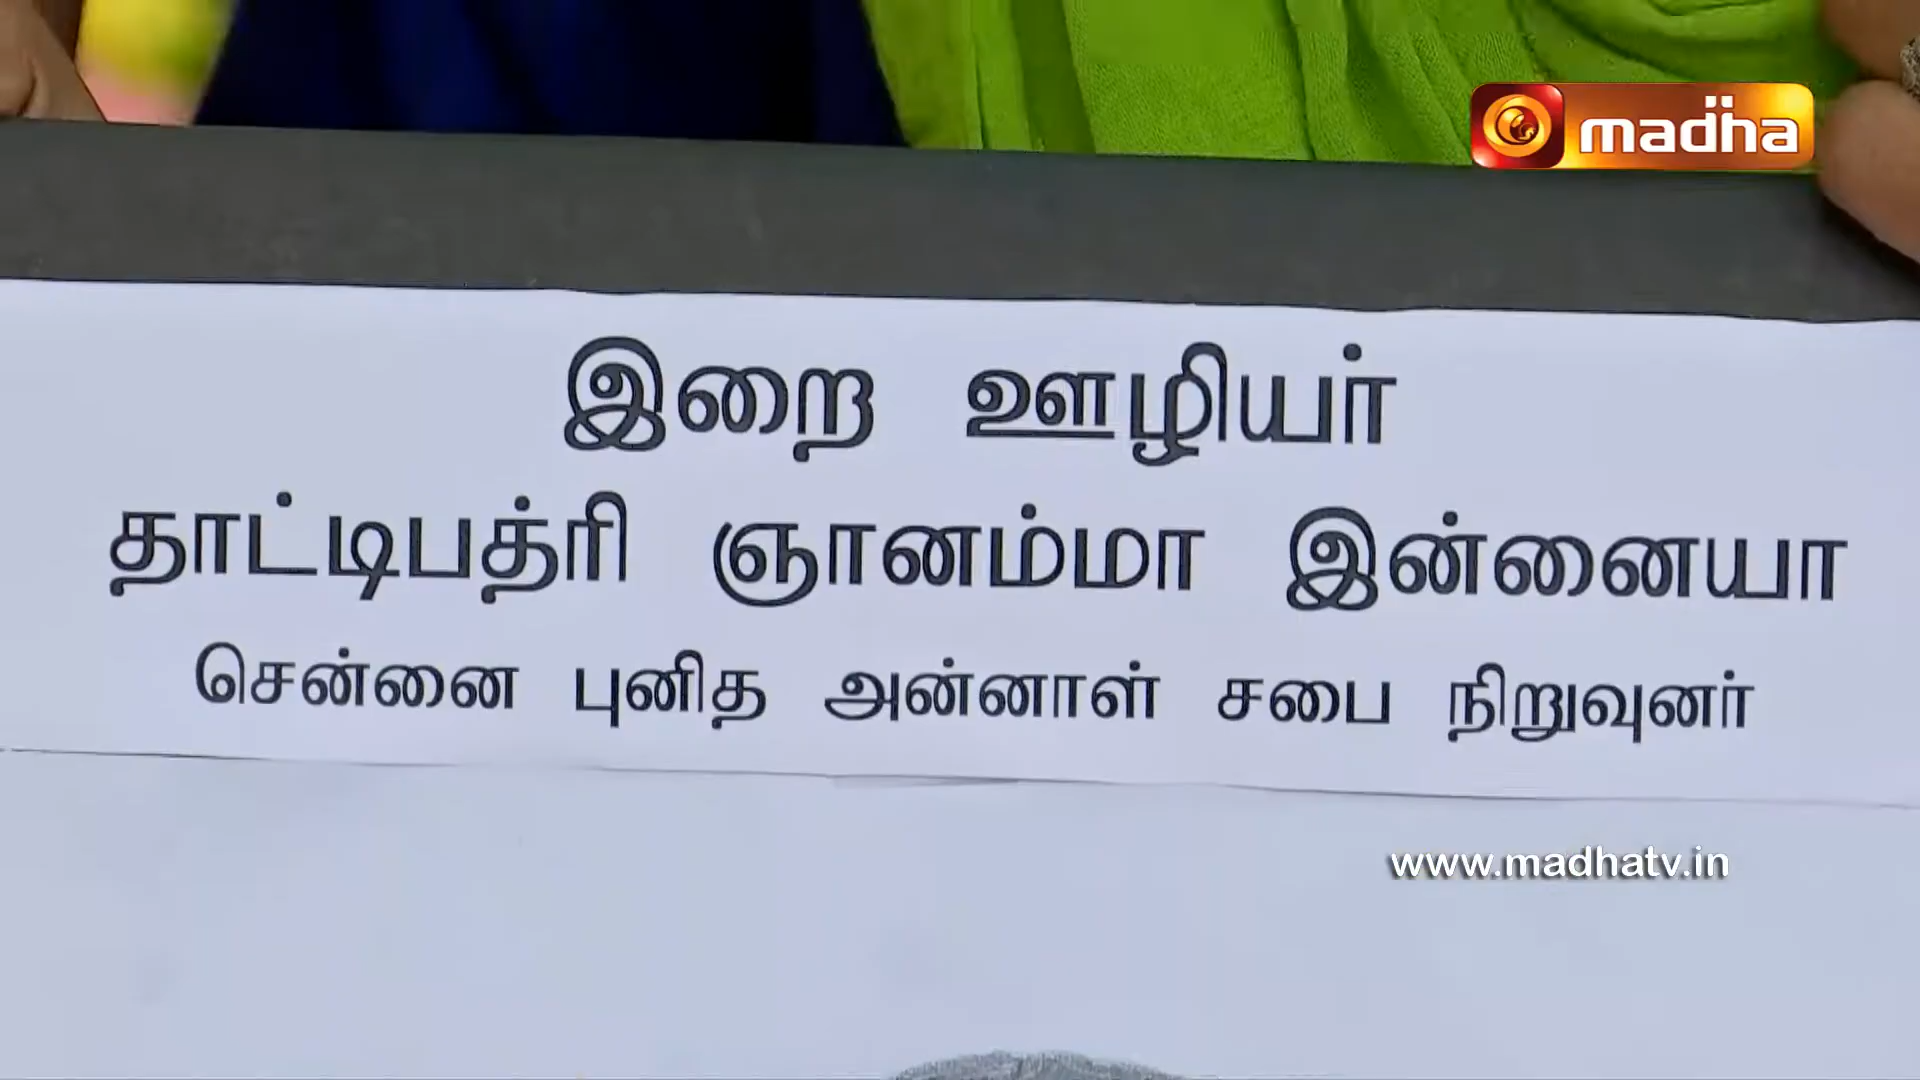 madha
இறை ஊழியர்
தாட்டிபத்ரி ஞானம்மா இன்னையா
சென்னை புனித அன்னாள் சபை நிறுவுனர்
www.madhatv.in